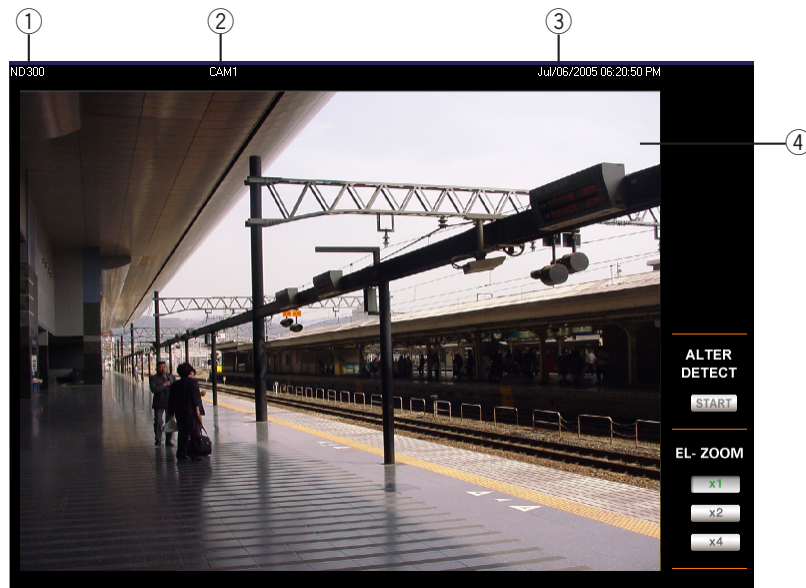 ① ② ③
ND300 CAM1 Jul/06/2005 06:20:50 PM
④
ALTER
DETECT
START
EL- ZOOM
x1
x2
x4